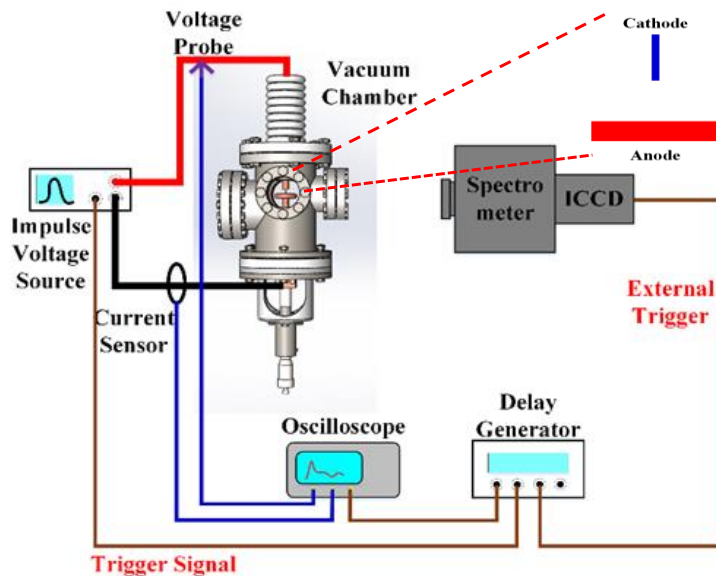 Voltage
Probe
Vacuum
Chamber
Cathode
Anode
Spectro
meter
ICCD
Impulse
Voltage
Source
Current
Sensor
External
Trigger
Oscilloscope
Delay
Generator
Trigger Signal